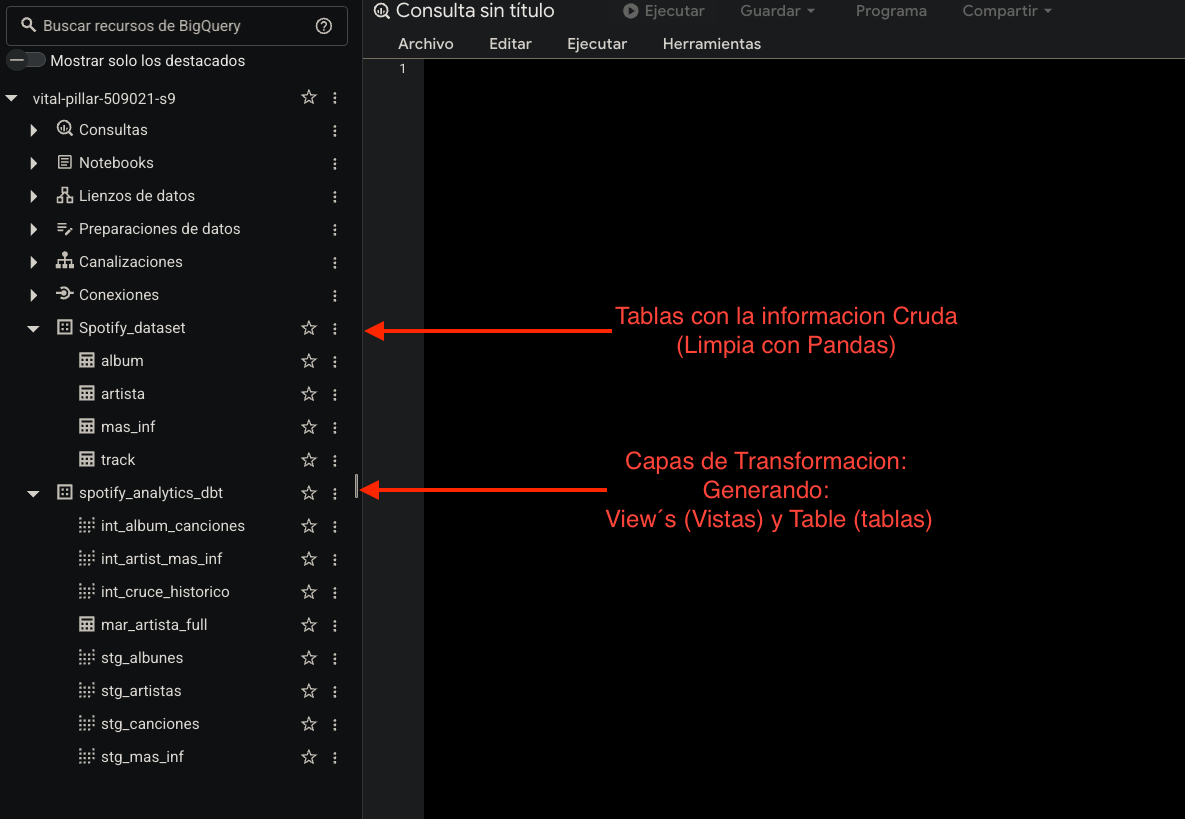 Buscar recursos de BigQuery
Mostrar solo los destacados
vital-pillar-509021-s9
Consultas
Notebooks
Lienzos de datos
Preparaciones de datos
Canalizaciones
Conexiones
Spotify_dataset
album
artista
mas_inf
track
spotify_analytics_dbt
int_album_canciones
int_artist_mas_inf
int_cruce_historico
mar_artista_full
stg_albunes
stg_artistas
stg_canciones
stg_mas_inf
Consulta sin título
Ejecutar Guardar Programa Compartir
Archivo Editar Ejecutar Herramientas
1
Tablas con la informacion Cruda
(Limpia con Pandas)
Capas de Transformacion:
Generando:
View´s (Vistas) y Table (tablas)